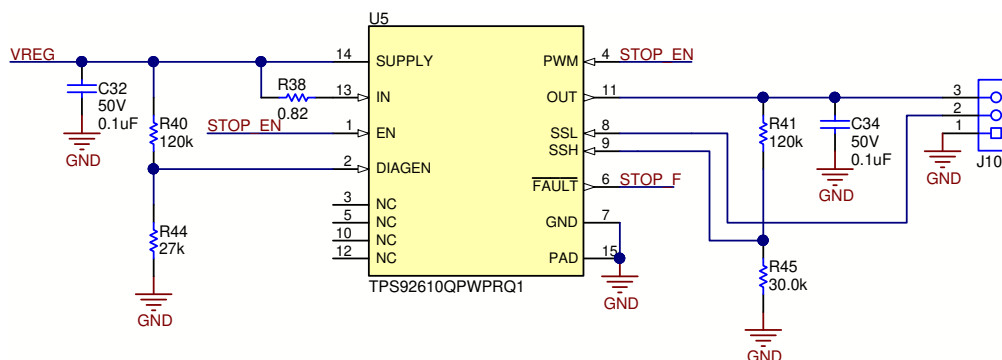 U5
VREG
14
SUPPLY
PWM
4
STOP_EN
C32
50V
0.1uF
R38
0.82
13
IN
OUT
11
3
2
1
J10
R40
120k
STOP_EN
1
EN
SSL
8
SSH
9
R41
120k
C34
50V
0.1uF
GND
GND
GND
2
DIAGEN
FAULT
6
STOP_F
3
NC
5
NC
10
NC
12
NC
GND
7
PAD
15
R44
27k
R45
30.0k
GND
GND
GND
TPS92610QPWPRQ1